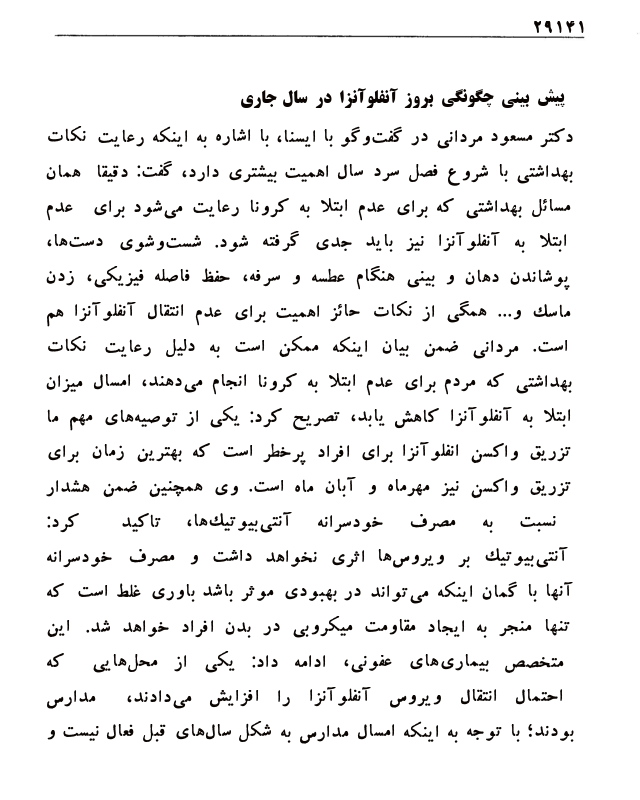 ۲۹۱۴۱
پیش بینی چگونگی بروز آنفلوآنزا در سال جاری
دکتر مسعود مردانی در گفت‌وگو با ایسنا، با اشاره به اینکه رعایت نکات
بهداشتی با شروع فصل سرد سال اهمیت بیشتری دارد، گفت: دقیقا همان
مسائل بهداشتی که برای عدم ابتلا به کرونا رعایت می‌شود برای عدم
ابتلا به آنفلوآنزا نیز باید جدی گرفته شود. شست‌وشوی دست‌ها،
پوشاندن دهان و بینی هنگام عطسه و سرفه، حفظ فاصله فیزیکی، زدن
ماسك و... همگی از نکات حائز اهمیت برای عدم انتقال آنفلوآنزا هم
است. مردانی ضمن بیان اینکه ممکن است به دلیل رعایت نکات
بهداشتی که مردم برای عدم ابتلا به کرونا انجام می‌دهند، امسال میزان
ابتلا به آنفلوآنزا کاهش یابد، تصریح کرد: یکی از توصیه‌های مهم ما
تزریق واکسن انفلوآنزا برای افراد پرخطر است که بهترین زمان برای
تزریق واکسن نیز مهرماه و آبان ماه است. وی همچنین ضمن هشدار
نسبت به مصرف خودسرانه آنتی‌بیوتیك‌ها، تاکید کرد:
آنتی‌بیوتیك بر ویروس‌ها اثری نخواهد داشت و مصرف خودسرانه
آنها با گمان اینکه می‌تواند در بهبودی موثر باشد باوری غلط است که
تنها منجر به ایجاد مقاومت میکروبی در بدن افراد خواهد شد. این
متخصص بیماری‌های عفونی، ادامه داد: یکی از محل‌هایی که
احتمال انتقال ویروس آنفلوآنزا را افزایش می‌دادند، مدارس
بودند؛ با توجه به اینکه امسال مدارس به شکل سال‌های قبل فعال نیست و